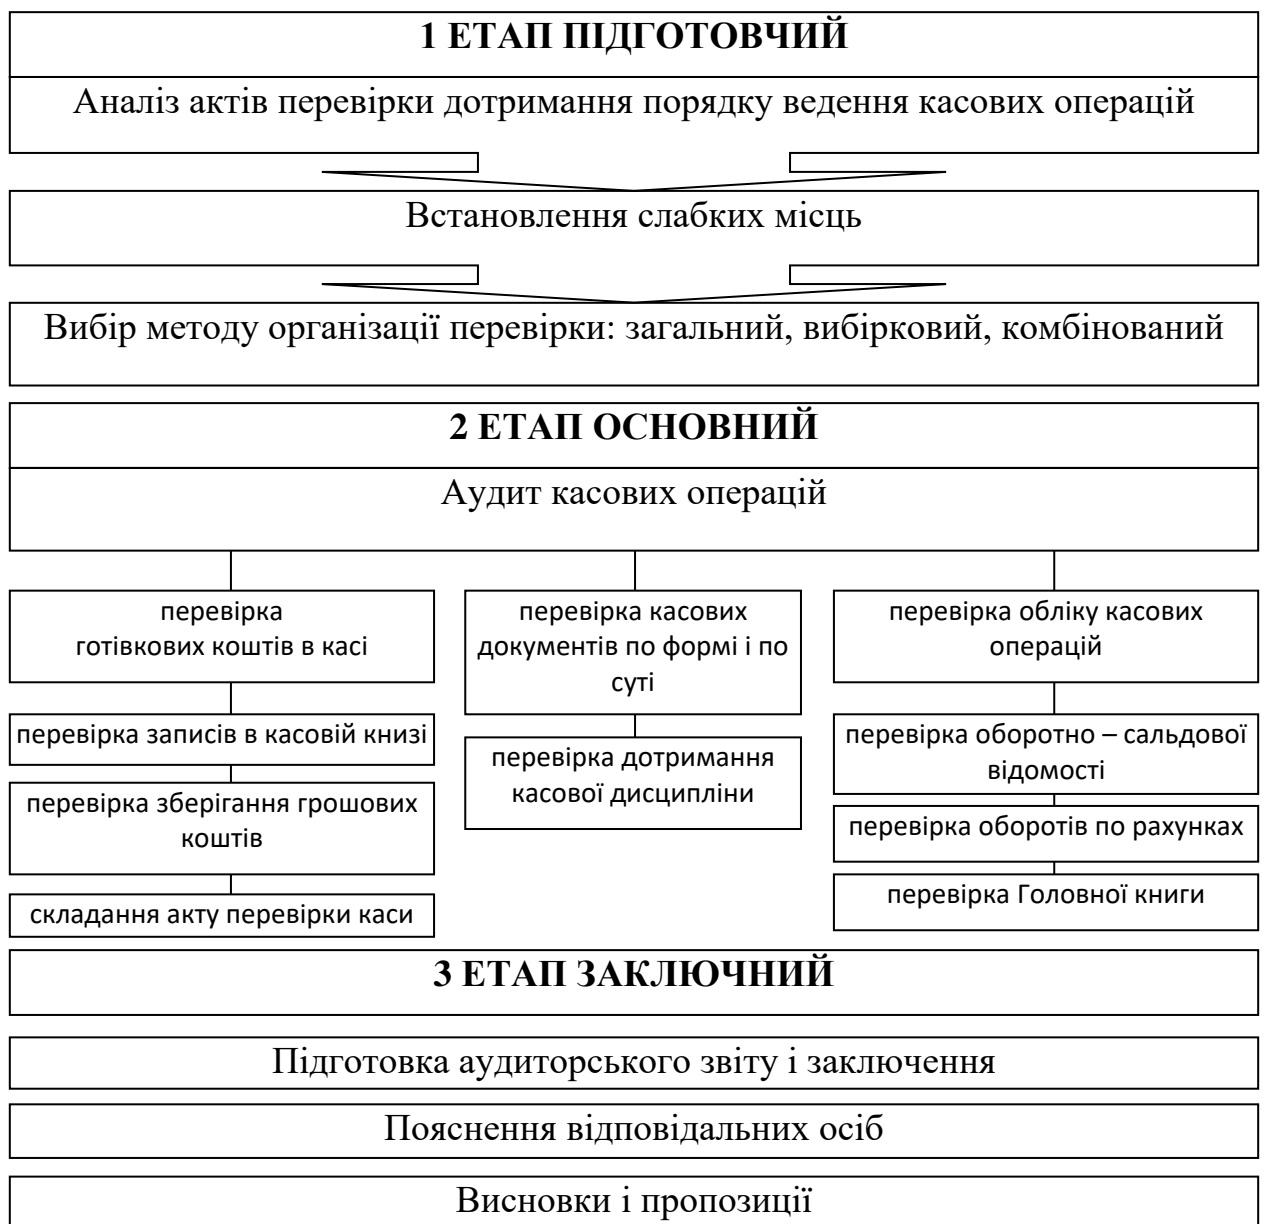 1 ЕТАП ПІДГОТОВЧИЙ
Аналіз актів перевірки дотримання порядку ведення касових операцій
Встановлення слабких місць
Вибір методу організації перевірки: загальний, вибірковий, комбінований
2 ЕТАП ОСНОВНИЙ
Аудит касових операцій
перевірка
готівкових коштів в касі
перевірка записів в касовій книзі
перевірка зберігання грошових
коштів
складання акту перевірки каси
перевірка касових
документів по формі і по
суті
перевірка дотримання
касової дисципліни
перевірка обліку касових
операцій
перевірка оборотно – сальдової
відомості
перевірка оборотів по рахунках
перевірка Головної книги
3 ЕТАП ЗАКЛЮЧНИЙ
Підготовка аудиторського звіту і заключення
Пояснення відповідальних осіб
Висновки і пропозиції